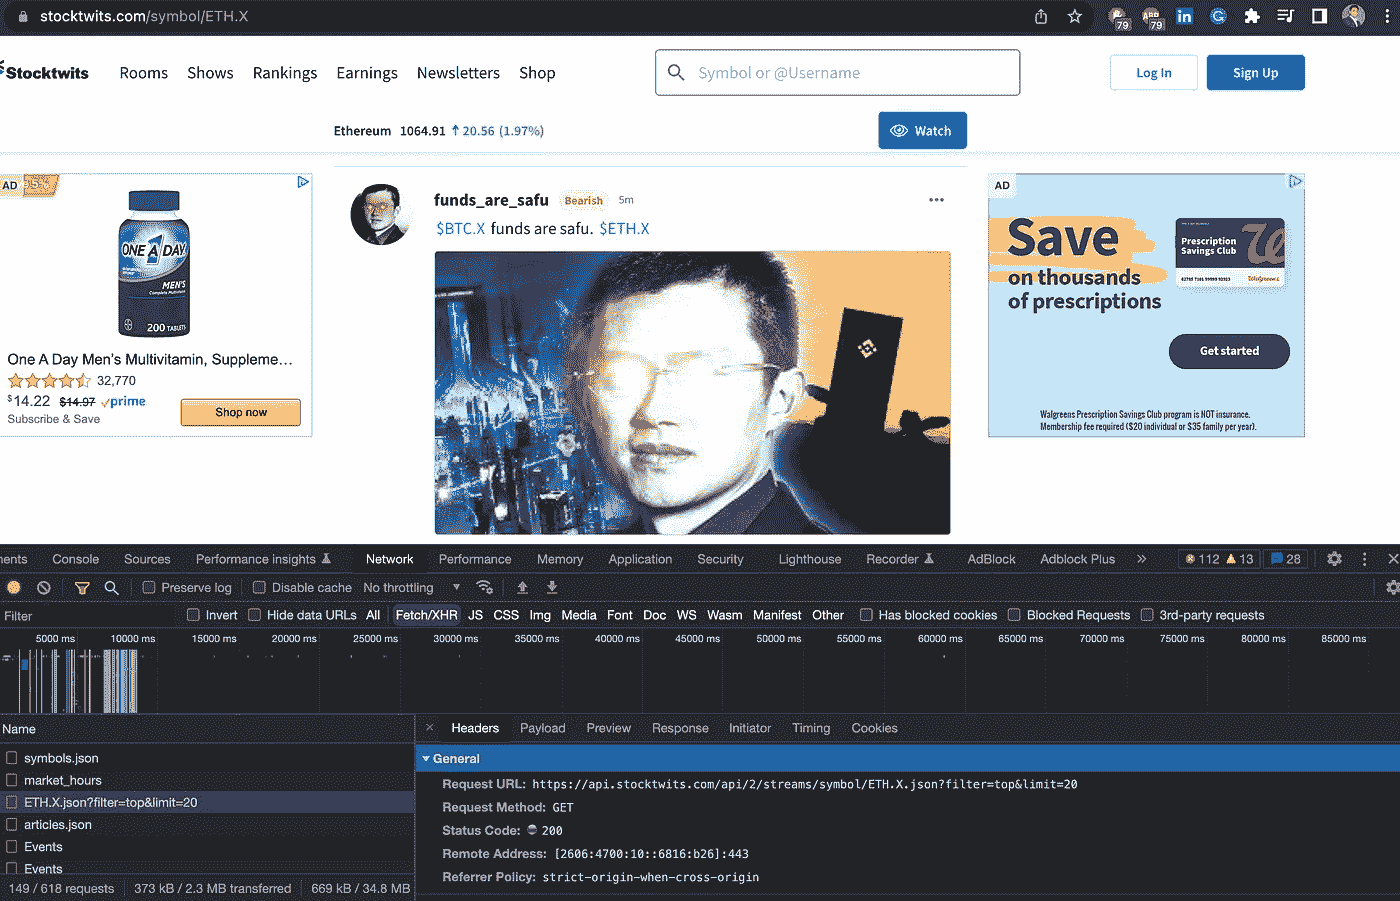 stocktwits.com/symbol/ETH.X
79
79
Stocktwits Rooms Shows Rankings Earnings Newsletters Shop
Symbol or @Username
Log In Sign Up
Ethereum 1064.91 ↑ 20.56 (1.97%)
Watch
AD
35%
ONE A DAY
MEN'S
Complete Multivitamin
200 TABLETS
One A Day Men's Multivitamin, Suppleme…
32,770
$14.22 $14.97 prime
Subscribe & Save
Shop now
funds_are_safu Bearish 5m
$BTC.X funds are safu. $ETH.X
AD
Save
on thousands
of prescriptions
Prescription
Savings Club
Walgreens
Get started
Walgreens Prescription Savings Club program is NOT insurance.
Membership fee required ($20 individual or $35 family per year).
ents Console Sources Performance insights Network Performance Memory Application Security Lighthouse Recorder AdBlock Adblock Plus » 112 13 28
Preserve log Disable cache No throttling
Filter Invert Hide data URLs All Fetch/XHR JS CSS Img Media Font Doc WS Wasm Manifest Other Has blocked cookies Blocked Requests 3rd-party requests
5000 ms 10000 ms 15000 ms 20000 ms 25000 ms 30000 ms 35000 ms 40000 ms 45000 ms 50000 ms 55000 ms 60000 ms 65000 ms 70000 ms 75000 ms 80000 ms 85000 ms
Name
symbols.json
market_hours
ETH.X.json?filter=top&limit=20
articles.json
Events
Events
149 / 618 requests 373 kB / 2.3 MB transferred 669 kB / 34.8 MB
× Headers Payload Preview Response Initiator Timing Cookies
General
Request URL: https://api.stocktwits.com/api/2/streams/symbol/ETH.X.json?filter=top&limit=20
Request Method: GET
Status Code: 200
Remote Address: [2606:4700:10::6816:b26]:443
Referrer Policy: strict-origin-when-cross-origin